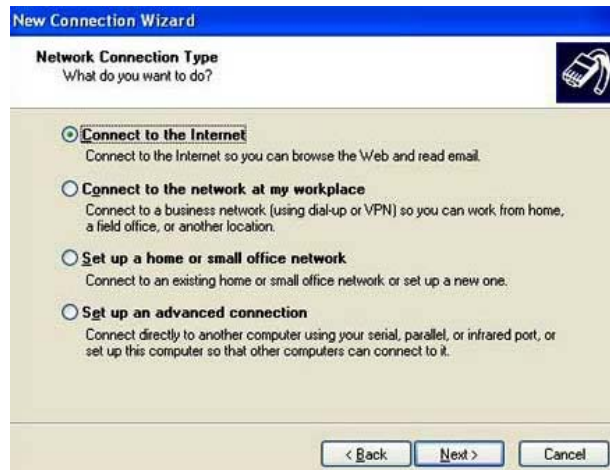 New Connection Wizard
Network Connection Type
What do you want to do?
Connect to the Internet
Connect to the Internet so you can browse the Web and read email.
Connect to the network at my workplace
Connect to a business network (using dial-up or VPN) so you can work from home,
a field office, or another location.
Set up a home or small office network
Connect to an existing home or small office network or set up a new one.
Set up an advanced connection
Connect directly to another computer using your serial, parallel, or infrared port, or
set up this computer so that other computers can connect to it.
< Back Next > Cancel